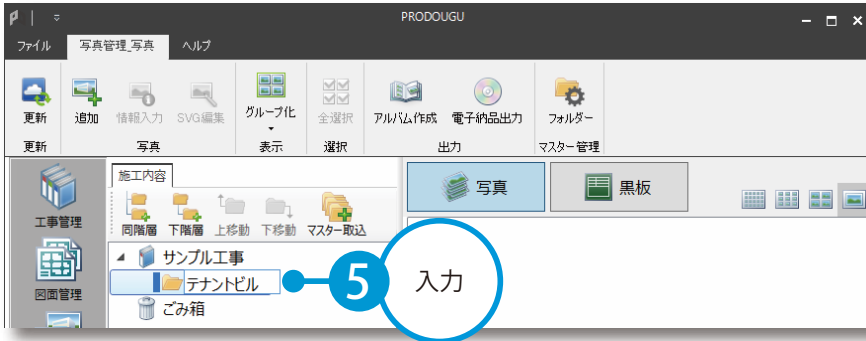 PRODOUGU
ファイル 写真管理_写真 ヘルプ
更新 追加 情報入力 SVG編集 グループ化 全選択 アルバム作成 電子納品出力 フォルダー
更新 写真 表示 選択 出力 マスター管理
工事管理
図面管理
施工内容
同階層 下階層 上移動 下移動 マスター取込
サンプル工事
テナントビル
ごみ箱
5 入力
写真 黒板